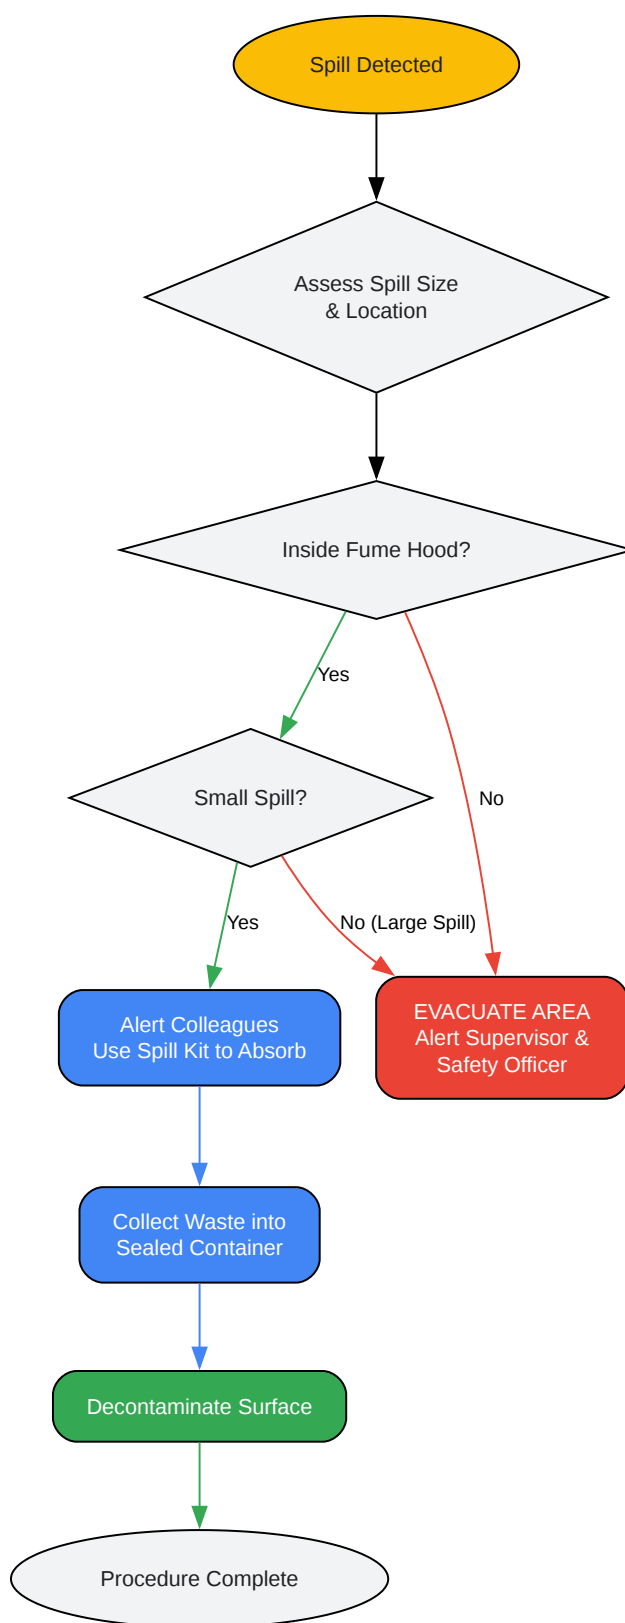 Spill Detected
Assess Spill Size
& Location
Inside Fume Hood?
Yes
No
Small Spill?
Yes
No (Large Spill)
Alert Colleagues
Use Spill Kit to Absorb
EVACUATE AREA
Alert Supervisor &
Safety Officer
Collect Waste into
Sealed Container
Decontaminate Surface
Procedure Complete